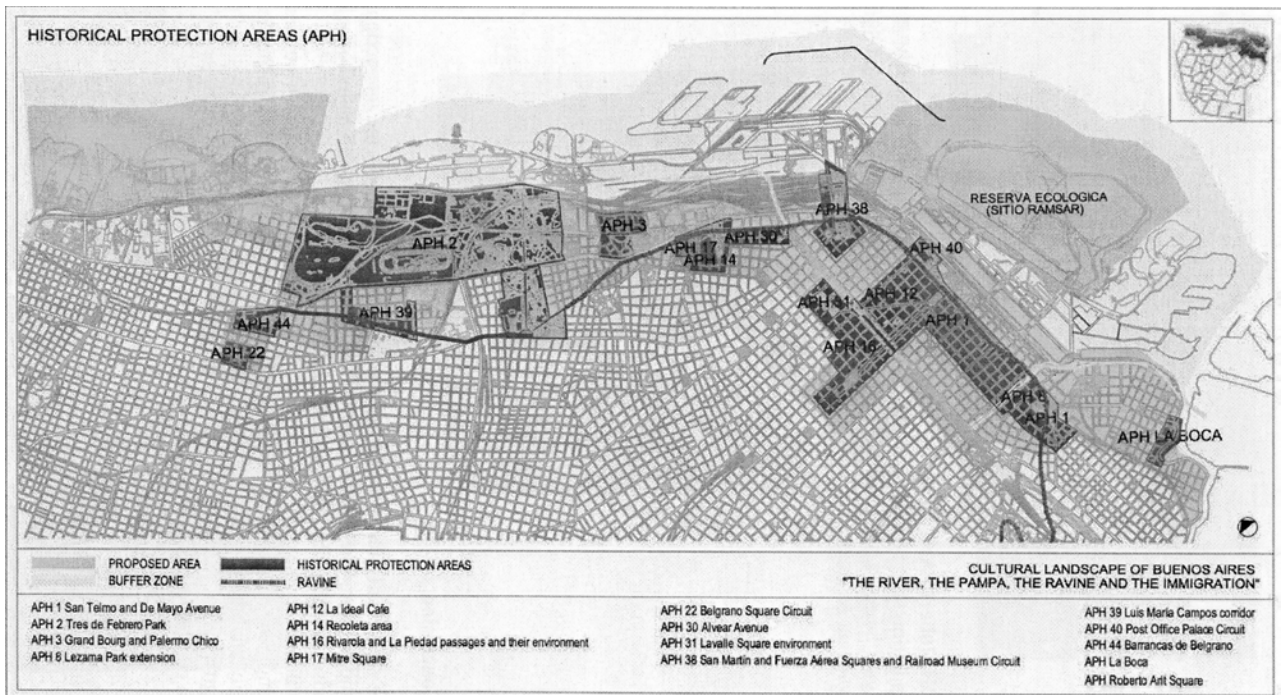 HISTORICAL PROTECTION AREAS (APH)
RESERVA ECOLOGICA
(SITIO RAMSAR)
APH 38
APH 3
APH 2
APH 17
APH 30
APH 14
APH 40
APH 31
APH 12
APH 1
APH 44
APH 39
APH 22
APH 16
APH 6
APH 1
APH LA BOCA
PROPOSED AREA
BUFFER ZONE
HISTORICAL PROTECTION AREAS
RAVINE
CULTURAL LANDSCAPE OF BUENOS AIRES
"THE RIVER, THE PAMPA, THE RAVINE AND THE IMMIGRATION"
APH 1 San Telmo and De Mayo Avenue
APH 2 Tres de Febrero Park
APH 3 Grand Bourg and Palermo Chico
APH 6 Lezama Park extension
APH 12 La Ideal Cafe
APH 14 Recoleta area
APH 16 Rivarola and La Piedad passages and their environment
APH 17 Mitre Square
APH 22 Belgrano Square Circuit
APH 30 Alvear Avenue
APH 31 Lavalle Square environment
APH 38 San Martín and Fuerza Aérea Squares and Railroad Museum Circuit
APH 39 Luis María Campos corridor
APH 40 Post Office Palace Circuit
APH 44 Barrancas de Belgrano
APH La Boca
APH Roberto Arlt Square